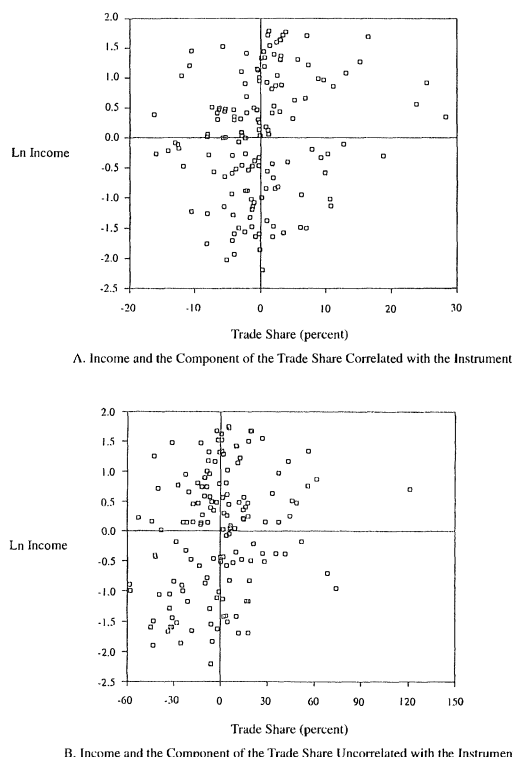 2.0
1.5
1.0
0.5
0.0
Ln Income
-0.5
-1.0
-1.5
-2.0
-2.5
-20 -10 0 10 20 30
Trade Share (percent)
A. Income and the Component of the Trade Share Correlated with the Instrument
2.0
1.5
1.0
0.5
0.0
Ln Income
-0.5
-1.0
-1.5
-2.0
-2.5
-60 -30 0 30 60 90 120 150
Trade Share (percent)
B. Income and the Component of the Trade Share Uncorrelated with the Instrumen